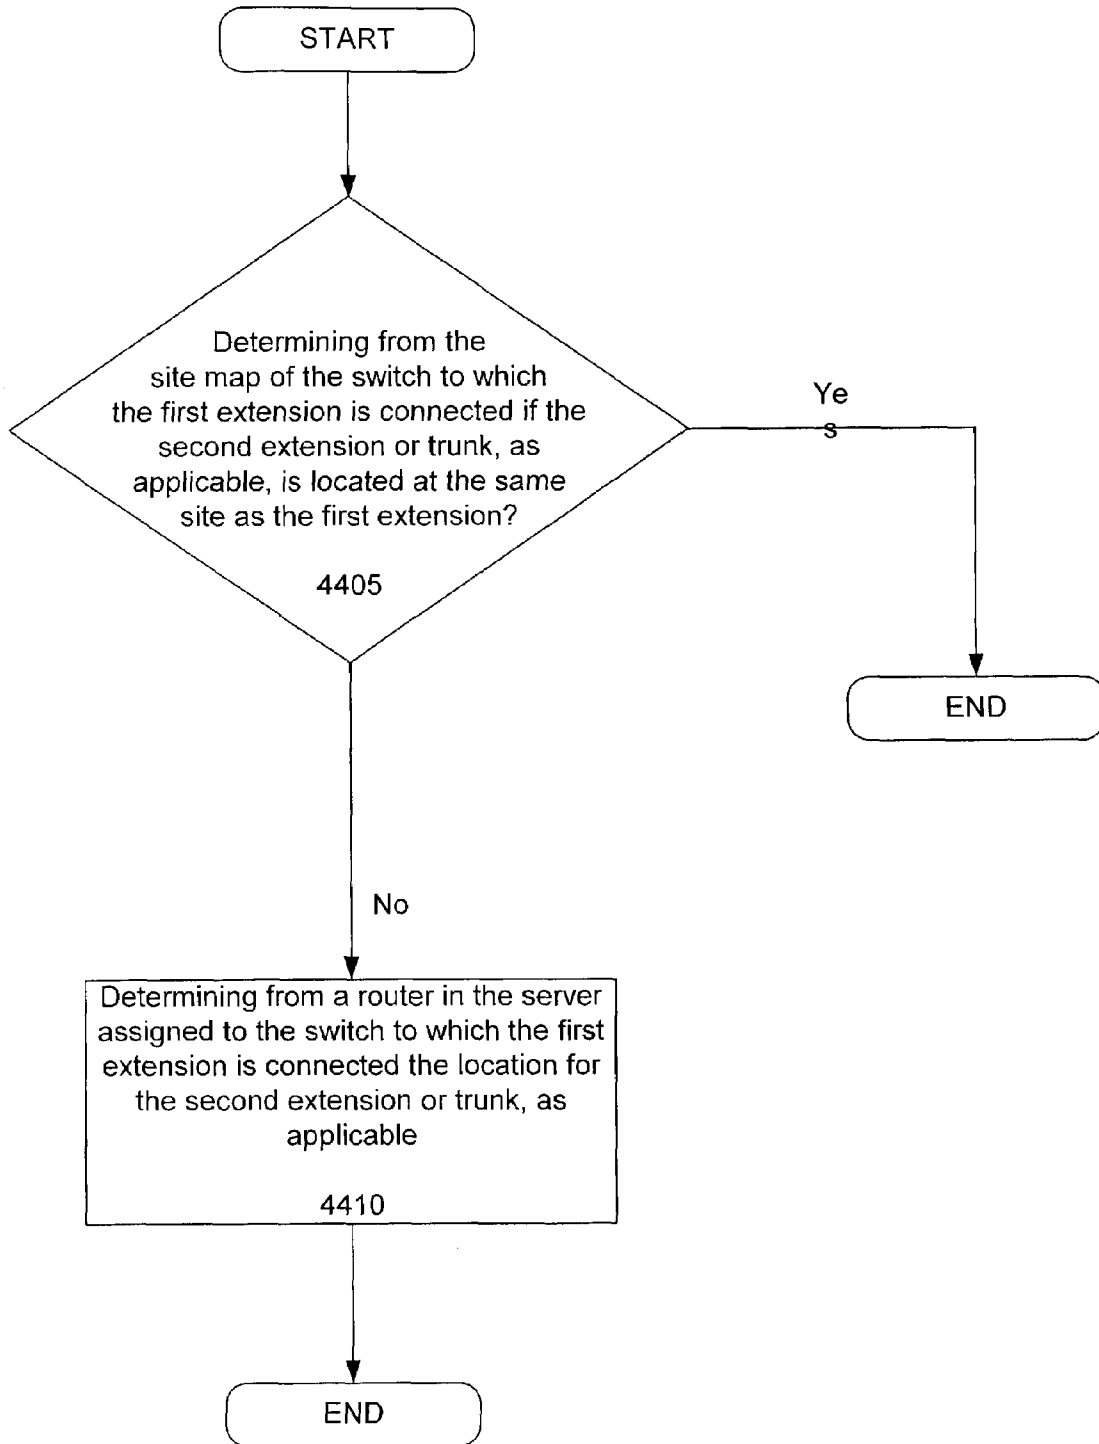 START
Determining from the
site map of the switch to which
the first extension is connected if the
second extension or trunk, as
applicable, is located at the same
site as the first extension?
4405
Ye
s
END
No
Determining from a router in the server
assigned to the switch to which the first
extension is connected the location for
the second extension or trunk, as
applicable
4410
END